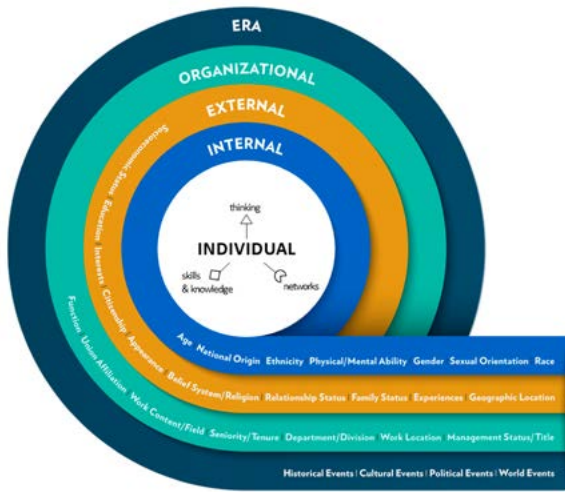 ERA
ORGANIZATIONAL
EXTERNAL
INTERNAL
thinking
INDIVIDUAL
skills
& knowledge
networks
Age National Origin Ethnicity Physical/Mental Ability Gender Sexual Orientation Race
Socioeconomic Status | Education | Interests | Citizenship | Appearance | Belief System/Religion | Relationship Status | Family Status | Experiences | Geographic Location
Function | Union Affiliation | Work Content/Field | Seniority/Tenure | Department/Division | Work Location | Management Status/Title
Historical Events | Cultural Events | Political Events | World Events